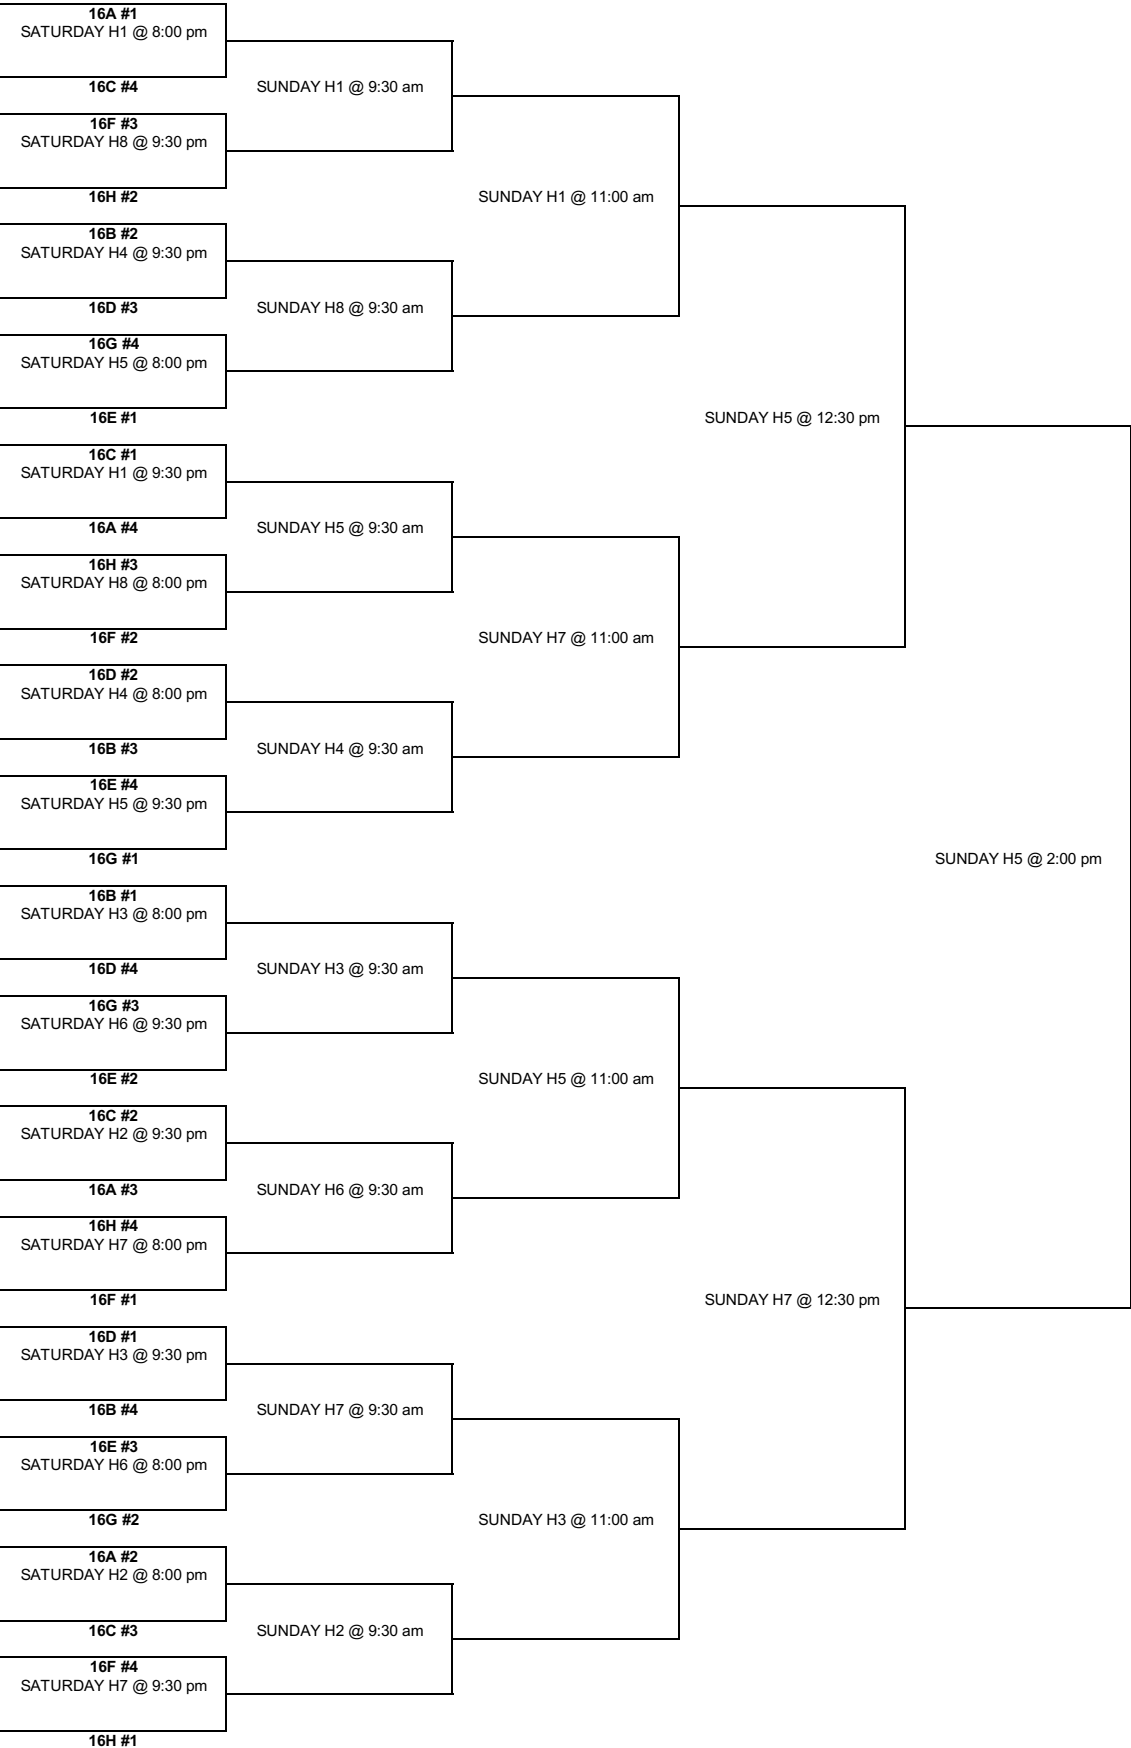 16A #1
SATURDAY H1 @ 8:00 pm
16C #4
SUNDAY H1 @ 9:30 am
16F #3
SATURDAY H8 @ 9:30 pm
16H #2
SUNDAY H1 @ 11:00 am
16B #2
SATURDAY H4 @ 9:30 pm
16D #3
SUNDAY H8 @ 9:30 am
16G #4
SATURDAY H5 @ 8:00 pm
16E #1
SUNDAY H5 @ 12:30 pm
16C #1
SATURDAY H1 @ 9:30 pm
16A #4
SUNDAY H5 @ 9:30 am
16H #3
SATURDAY H8 @ 8:00 pm
16F #2
SUNDAY H7 @ 11:00 am
16D #2
SATURDAY H4 @ 8:00 pm
16B #3
SUNDAY H4 @ 9:30 am
16E #4
SATURDAY H5 @ 9:30 pm
16G #1
SUNDAY H5 @ 2:00 pm
16B #1
SATURDAY H3 @ 8:00 pm
16D #4
SUNDAY H3 @ 9:30 am
16G #3
SATURDAY H6 @ 9:30 pm
16E #2
SUNDAY H5 @ 11:00 am
16C #2
SATURDAY H2 @ 9:30 pm
16A #3
SUNDAY H6 @ 9:30 am
16H #4
SATURDAY H7 @ 8:00 pm
16F #1
SUNDAY H7 @ 12:30 pm
16D #1
SATURDAY H3 @ 9:30 pm
16B #4
SUNDAY H7 @ 9:30 am
16E #3
SATURDAY H6 @ 8:00 pm
16G #2
SUNDAY H3 @ 11:00 am
16A #2
SATURDAY H2 @ 8:00 pm
16C #3
SUNDAY H2 @ 9:30 am
16F #4
SATURDAY H7 @ 9:30 pm
16H #1